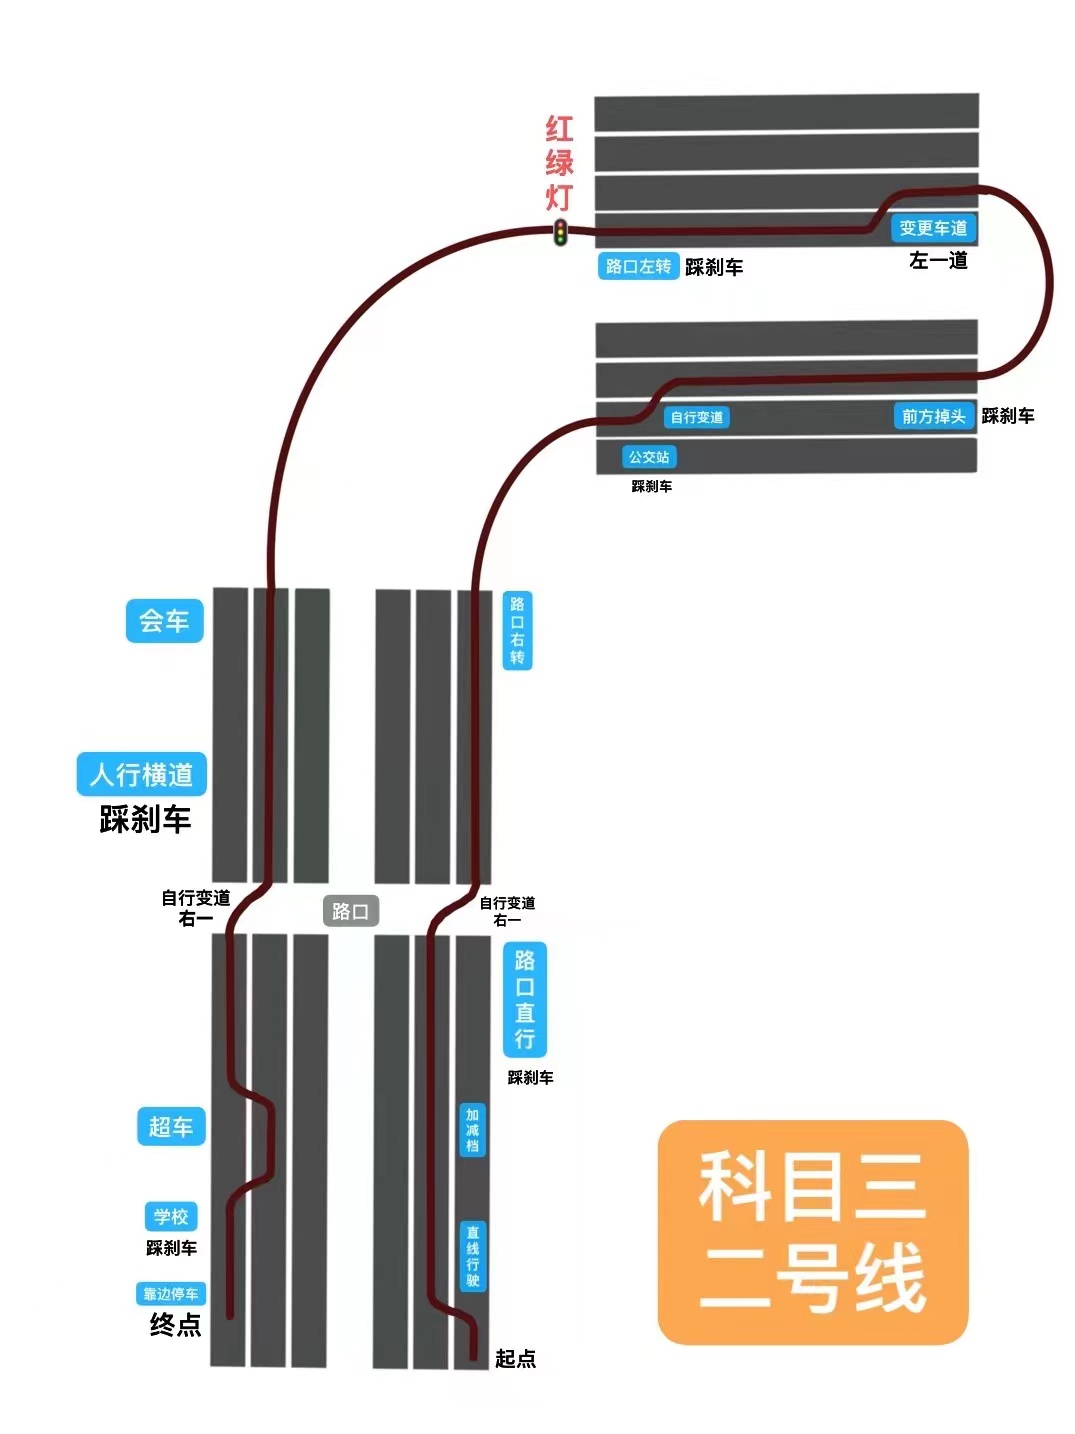 红
绿
灯
变更车道
左一道
路口左转
踩刹车
自行变道
前方掉头
踩刹车
公交站
踩刹车
会车
路
口
右
转
人行横道
踩刹车
自行变道
右一
路口
自行变道
右一
路
口
直
行
踩刹车
超车
加
减
档
学校
踩刹车
直
线
行
驶
靠边停车
终点
起点
科目三
二号线